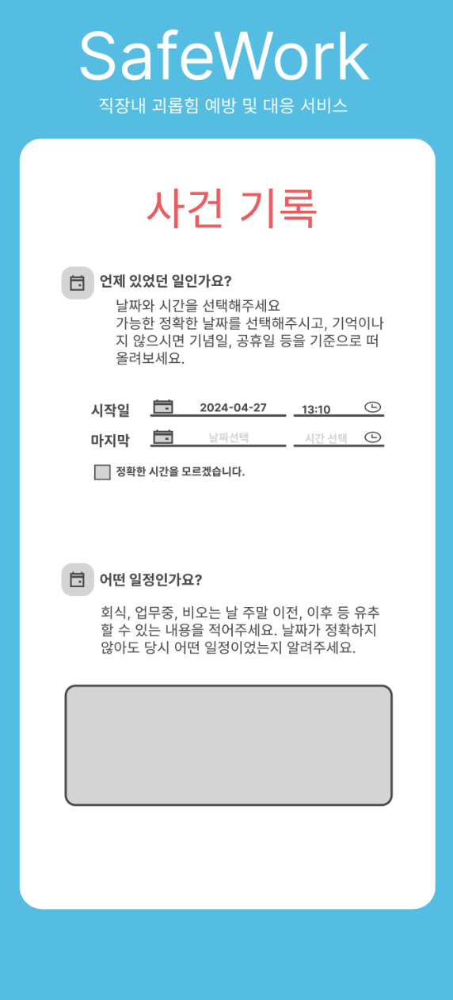 SafeWork
직장내 괴롭힘 예방 및 대응 서비스
사건 기록
언제 있었던 일인가요?
날짜와 시간을 선택해주세요
가능한 정확한 날짜를 선택해주시고, 기억이나
지 않으시면 기념일, 공휴일 등을 기준으로 떠
올려보세요.
시작일 2024-04-27 13:10
마지막 날짜선택 시간 선택
정확한 시간을 모르겠습니다.
어떤 일정인가요?
회식, 업무중, 비오는 날 주말 이전, 이후 등 유추
할 수 있는 내용을 적어주세요. 날짜가 정확하지
않아도 당시 어떤 일정이었는지 알려주세요.